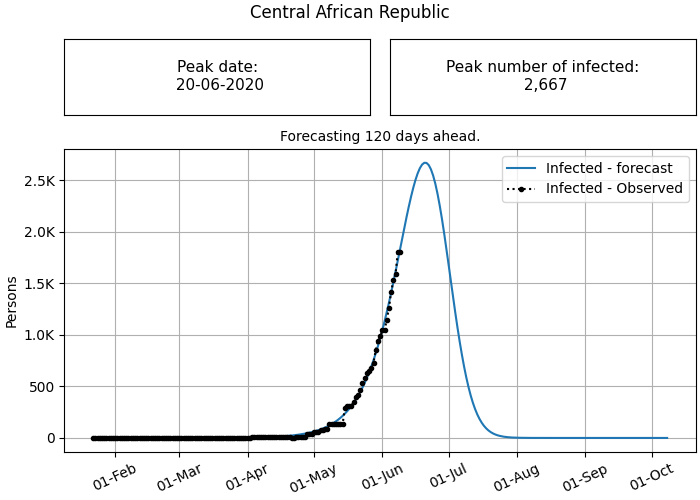 Central African Republic
Peak date:
20-06-2020
Peak number of infected:
2,667
Forecasting 120 days ahead.
Infected - forecast
Infected - Observed
Persons
2.5K
2.0K
1.5K
1.0K
500
0
01-Feb
01-Mar
01-Apr
01-May
01-Jun
01-Jul
01-Aug
01-Sep
01-Oct